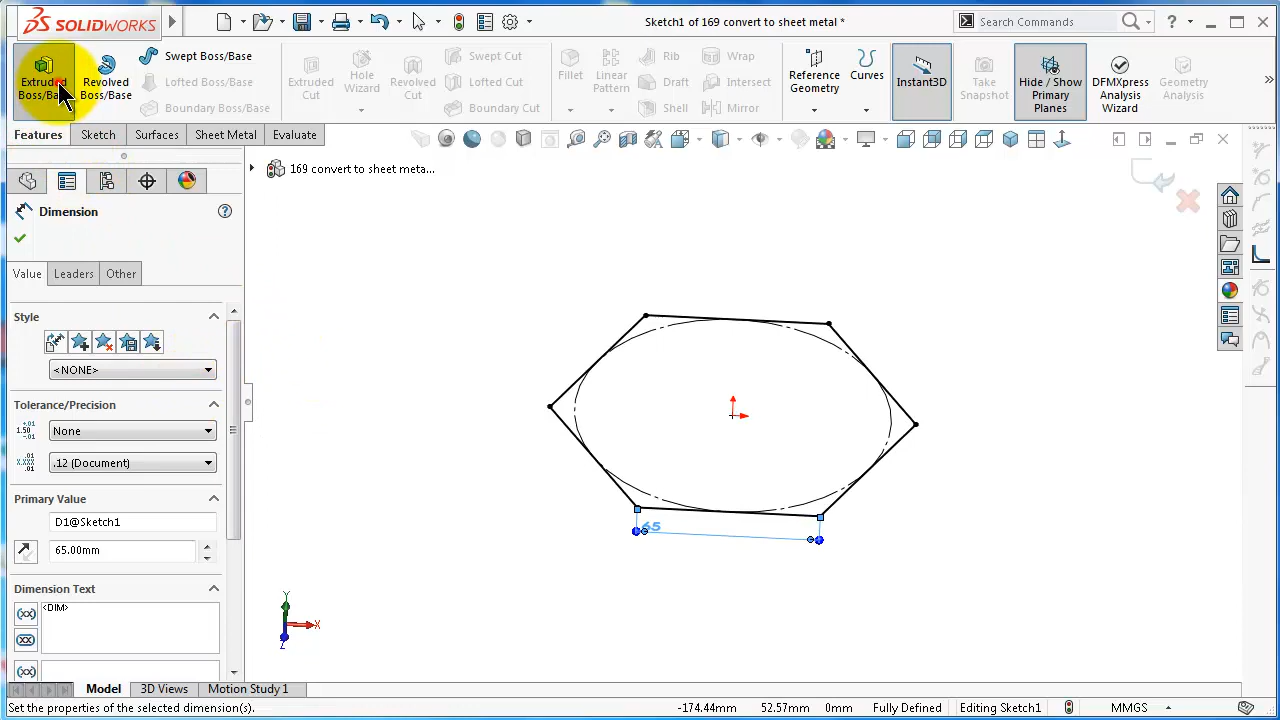 SOLIDWORKS
Sketch1 of 169 convert to sheet metal *
Search Commands
?
Extruded Boss/Base
Revolved Boss/Base
Swept Boss/Base
Lofted Boss/Base
Boundary Boss/Base
Extruded Cut
Hole Wizard
Revolved Cut
Swept Cut
Lofted Cut
Boundary Cut
Fillet
Linear Pattern
Rib
Draft
Shell
Wrap
Intersect
Mirror
Reference Geometry
Curves
Instant3D
Take Snapshot
Hide / Show Primary Planes
DFMXpress Analysis Wizard
Geometry Analysis
Features
Sketch
Surfaces
Sheet Metal
Evaluate
169 convert to sheet meta...
Dimension
?
Value
Leaders
Other
Style
<NONE>
Tolerance/Precision
None
.12 (Document)
Primary Value
D1@Sketch1
65.00mm
Dimension Text
<DIM>
65
Y
X
Z
Model
3D Views
Motion Study 1
Set the properties of the selected dimension(s).
-174.44mm
52.57mm
0mm
Fully Defined
Editing Sketch1
MMGS